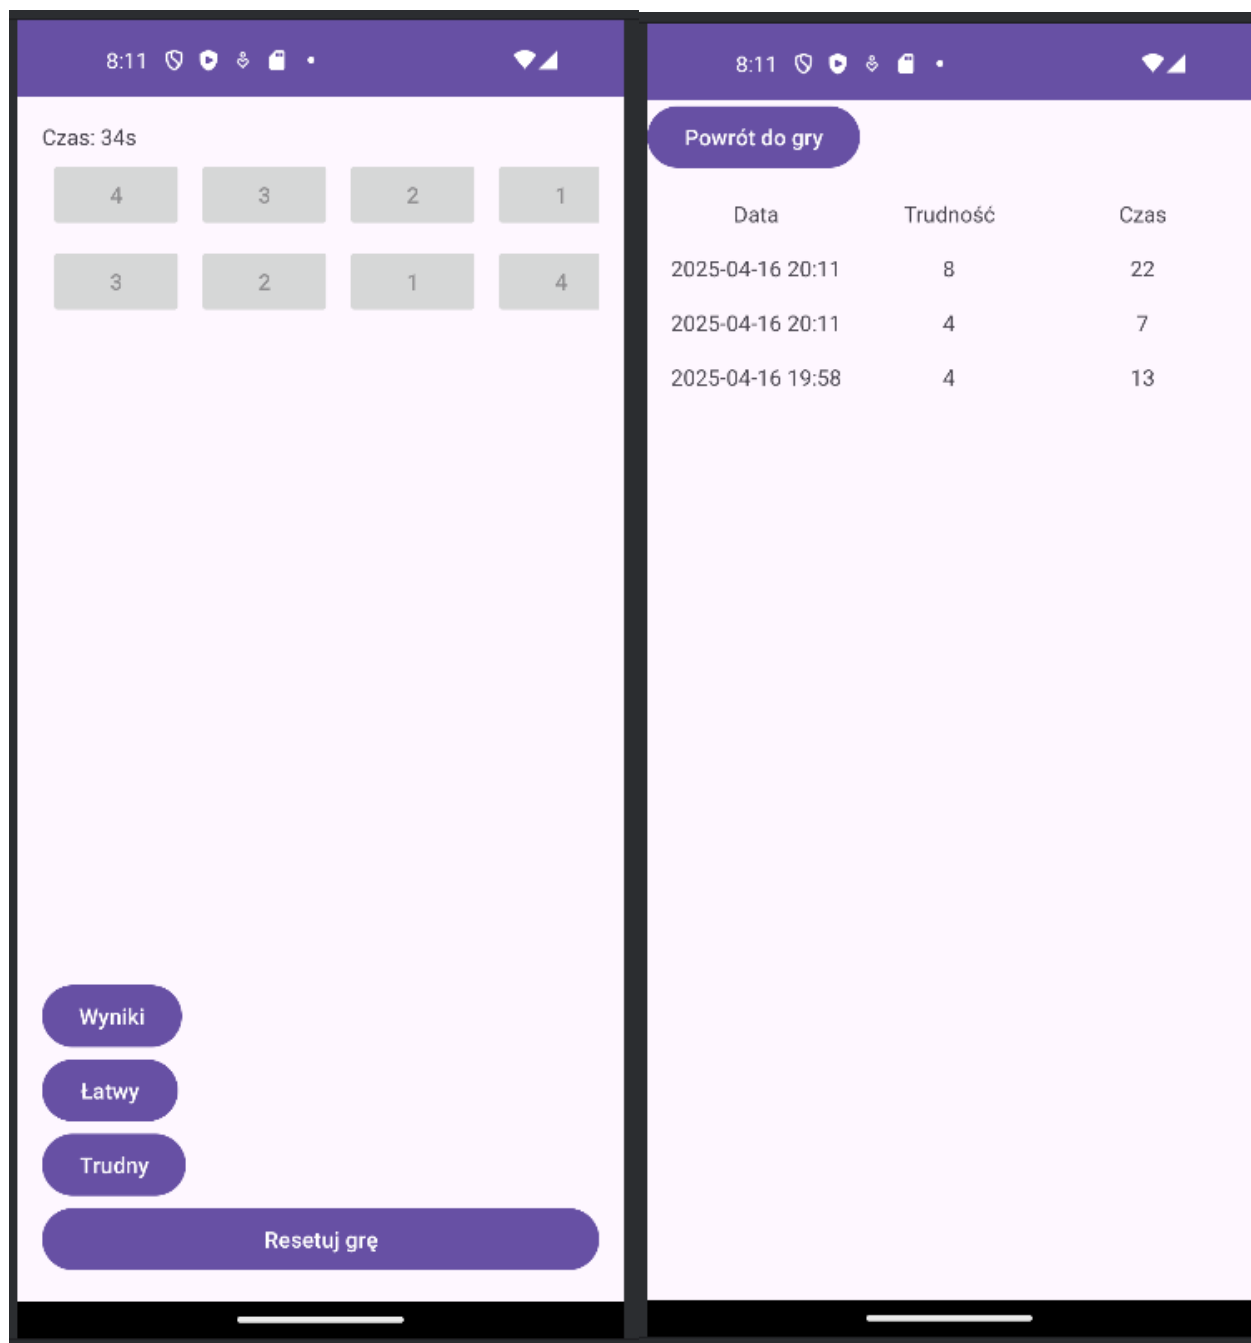 8:11
Czas: 34s
4 3 2 1
3 2 1 4
Wyniki
Łatwy
Trudny
Resetuj grę
8:11
Powrót do gry
Data Trudność Czas
2025-04-16 20:11 8 22
2025-04-16 20:11 4 7
2025-04-16 19:58 4 13